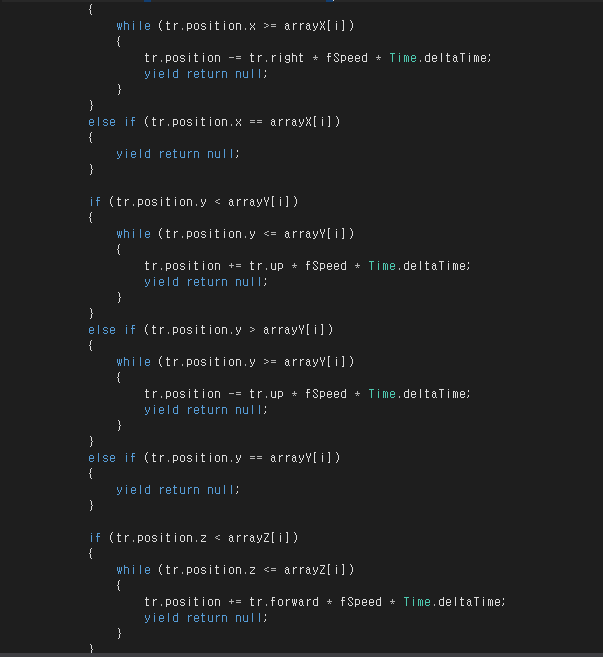 {
while (tr.position.x >= arrayX[i])
{
tr.position -= tr.right * fSpeed * Time.deltaTime;
yield return null;
}
}
else if (tr.position.x == arrayX[i])
{
yield return null;
}
if (tr.position.y < arrayY[i])
{
while (tr.position.y <= arrayY[i])
{
tr.position += tr.up * fSpeed * Time.deltaTime;
yield return null;
}
}
else if (tr.position.y > arrayY[i])
{
while (tr.position.y >= arrayY[i])
{
tr.position -= tr.up * fSpeed * Time.deltaTime;
yield return null;
}
}
else if (tr.position.y == arrayY[i])
{
yield return null;
}
if (tr.position.z < arrayZ[i])
{
while (tr.position.z <= arrayZ[i])
{
tr.position += tr.forward * fSpeed * Time.deltaTime;
yield return null;
}
}